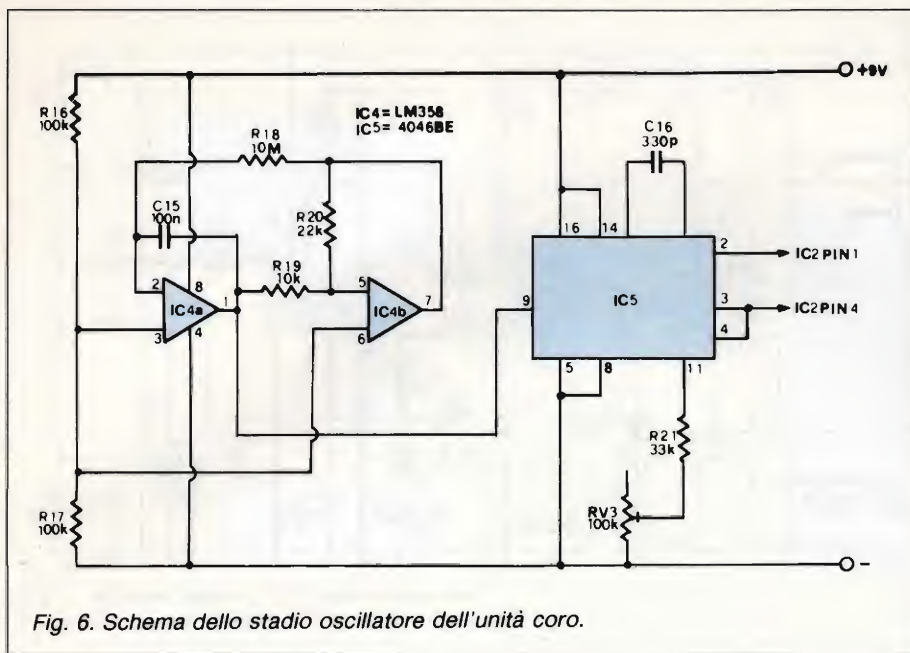 +9V
R16
100k
IC4= LM358
IC5= 4046BE
R18
10M
C16
330p
C15
100n
R20
22k
16
14
2
IC2 PIN 1
R19
10k
2
8
5
IC4a
1
IC4b
7
9
IC5
3
IC2 PIN 4
3
4
6
4
5
8
11
R21
33k
R17
100k
RV3
100k
-
Fig. 6. Schema dello stadio oscillatore dell'unità coro.